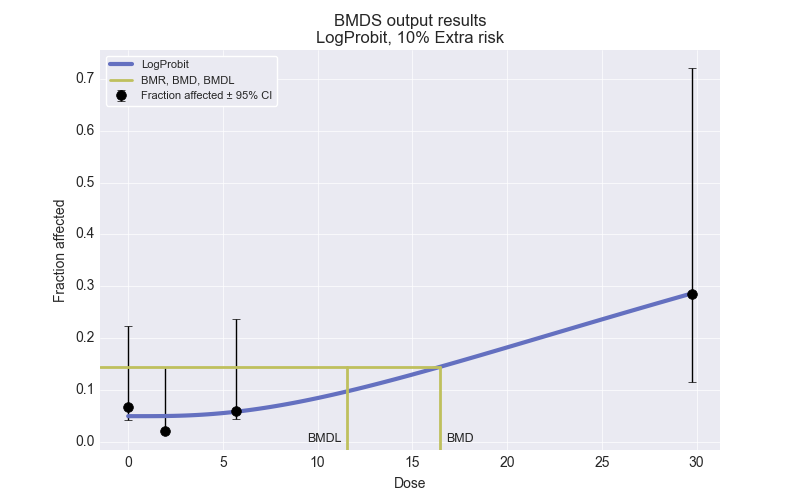 BMDS output results
LogProbit, 10% Extra risk
LogProbit
BMR, BMD, BMDL
Fraction affected ± 95% CI
Fraction affected
0.7
0.6
0.5
0.4
0.3
0.2
0.1
0.0
BMDL
BMD
0 5 10 15 20 25 30
Dose